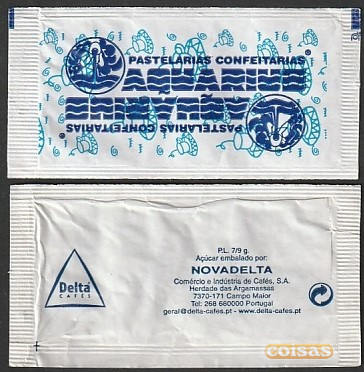 PASTELARIAS CONFEITARIAS
AQUARIUS
AQUARIUS
PASTELARIAS CONFEITARIAS
P.L. 7/9 g.
Açúcar embalado por:
NOVADELTA
Comércio e Indústria de Cafés, S.A.
Herdade das Argamassas
7370-171 Campo Maior
Tel: 268 680000 Portugal
geral@delta-cafes.pt - www.delta-cafes.pt
Delta
CAFÉS
coisas